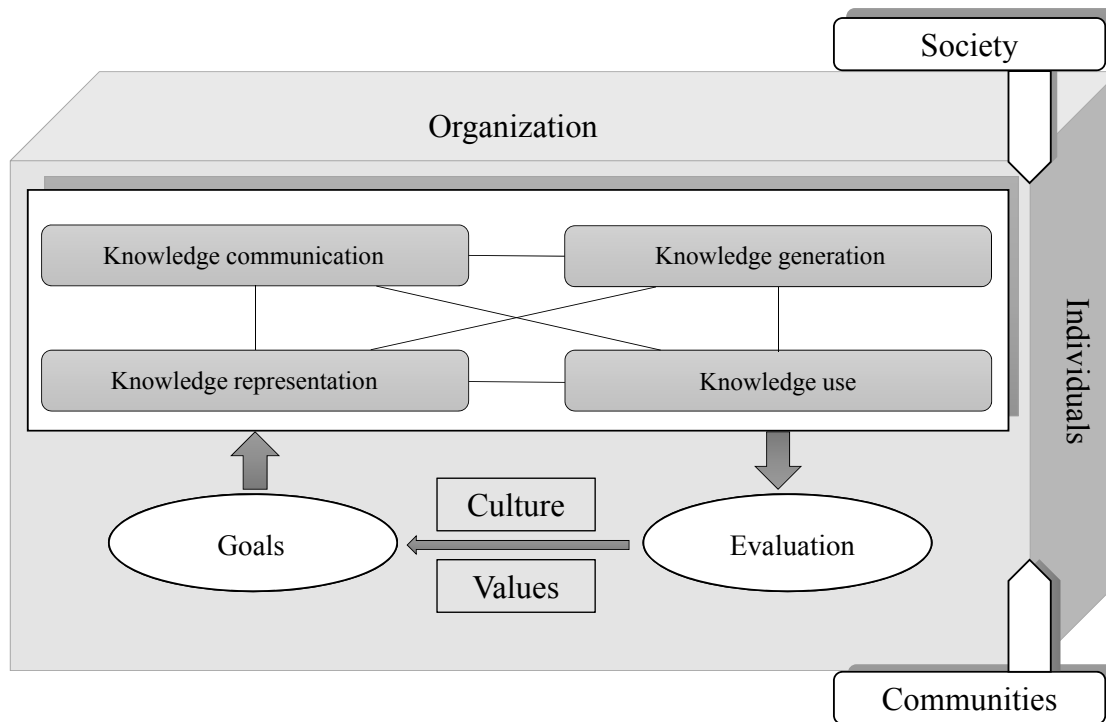 Society
Organization
Knowledge communication
Knowledge generation
Individuals
Knowledge representation
Knowledge use
Culture
Goals
Evaluation
Values
Communities